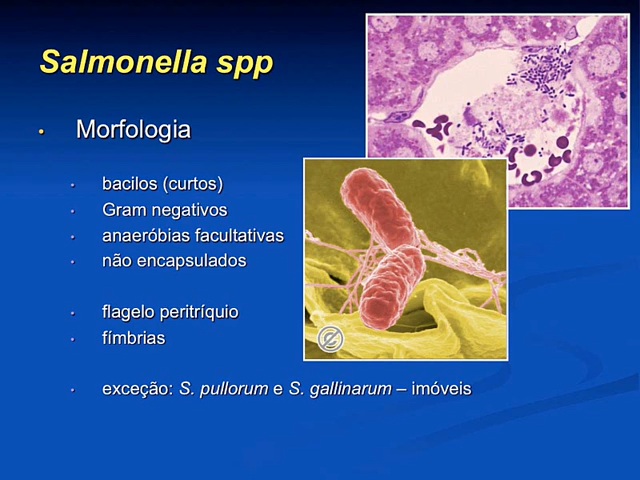 Salmonella spp
• Morfologia
• bacilos (curtos)
• Gram negativos
• anaeróbias facultativas
• não encapsulados
• flagelo peritríquio
• fímbrias
• exceção: S. pullorum e S. gallinarum – imóveis